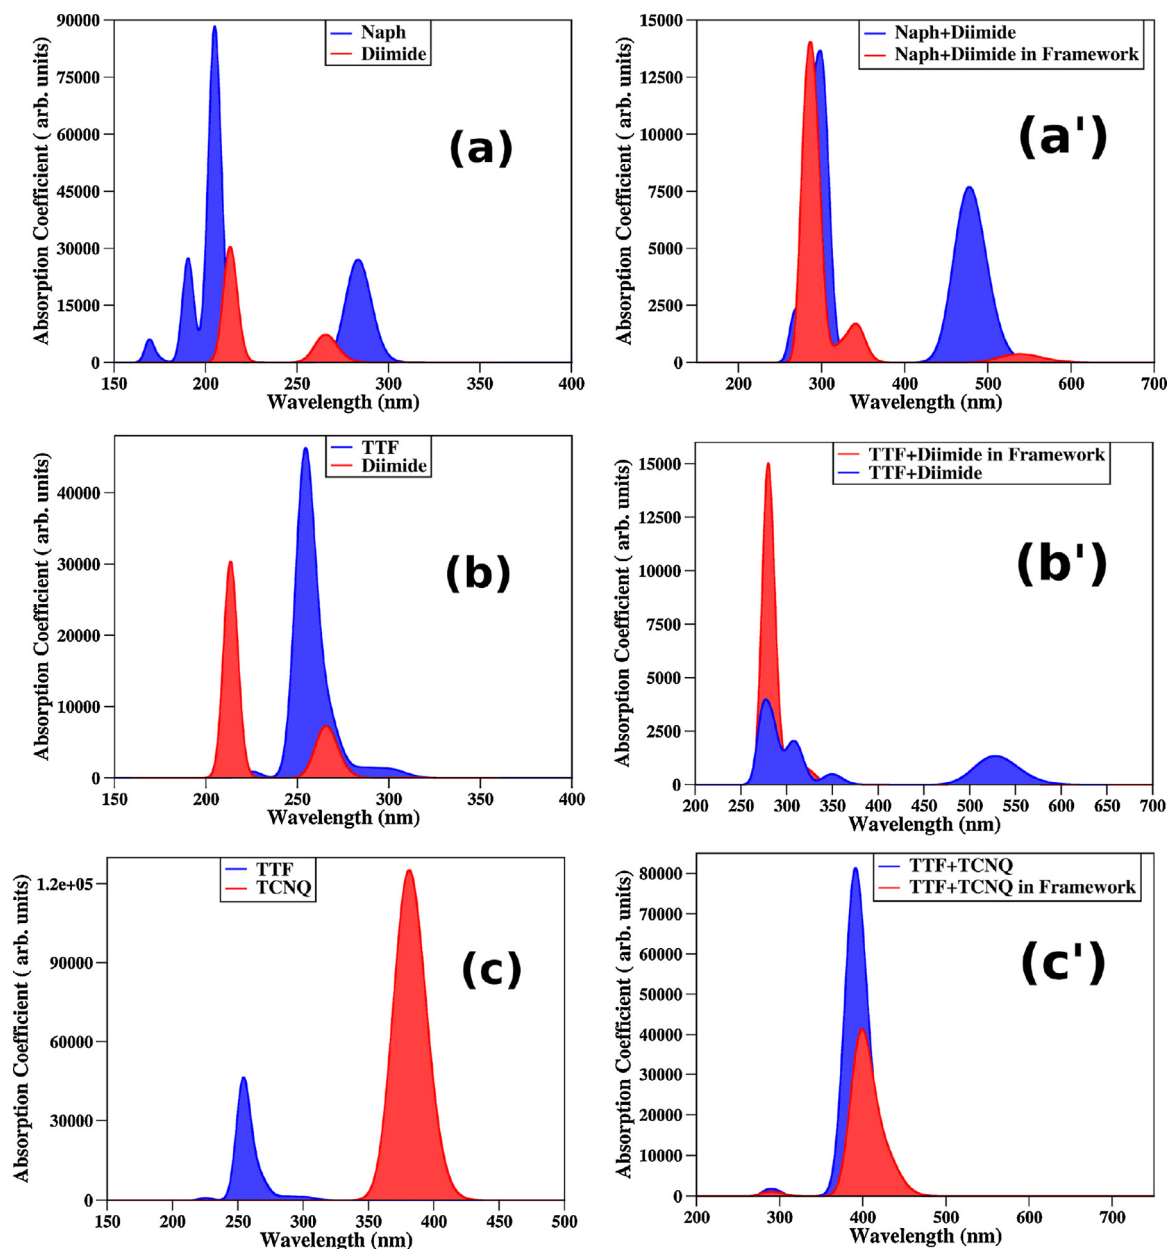 Naph
Diimide
(a)
90000
75000
60000
45000
30000
15000
0
150 200 250 300 350 400
Wavelength (nm)
Absorption Coefficient ( arb. units)
Naph+Diimide
Naph+Diimide in Framework
(a')
15000
12500
10000
7500
5000
2500
0
200 300 400 500 600 700
Wavelength (nm)
Absorption Coefficient ( arb. units)
TTF
Diimide
(b)
40000
30000
20000
10000
0
150 200 250 300 350 400
Wavelength (nm)
Absorption Coefficient ( arb. units)
TTF+Diimide in Framework
TTF+Diimide
(b')
15000
12500
10000
7500
5000
2500
0
200 250 300 350 400 450 500 550 600 650 700
Wavelength (nm)
Absorption Coefficient ( arb. units)
TTF
TCNQ
(c)
1.2e+05
90000
60000
30000
0
150 200 250 300 350 400 450 500
Wavelength (nm)
Absorption Coefficient ( arb. units)
TTF+TCNQ
TTF+TCNQ in Framework
(c')
80000
70000
60000
50000
40000
30000
20000
10000
0
200 300 400 500 600 700
Wavelength (nm)
Absorption Coefficient ( arb. units)